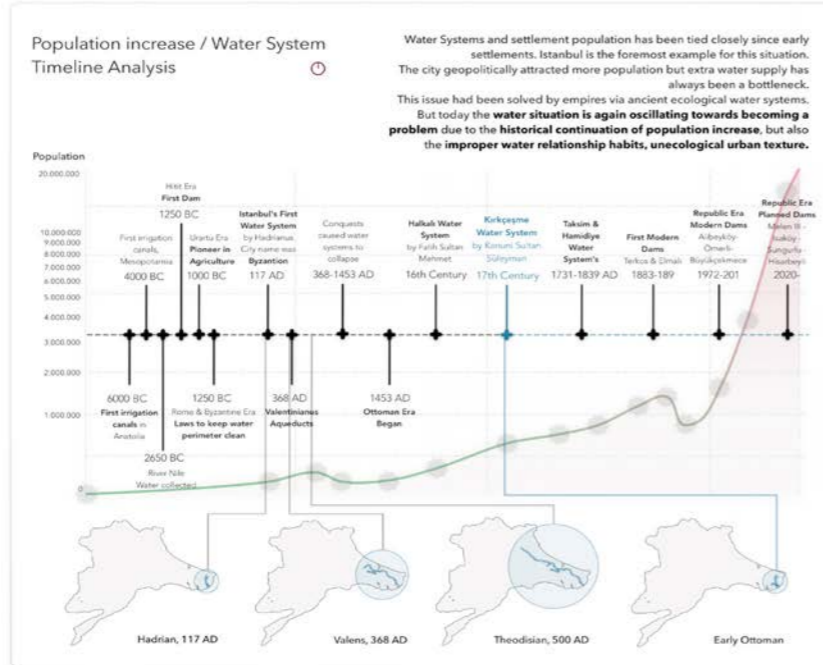 Population increase / Water System
Timeline Analysis
Water Systems and settlement population has been tied closely since early
settlements. Istanbul is the foremost example for this situation.
The city geopolitically attracted more population but extra water supply has
always been a bottleneck.
This issue had been solved by empires via ancient ecological water systems.
But today the water situation is again oscillating towards becoming a
problem due to the historical continuation of population increase, but also
the improper water relationship habits, unecological urban texture.
Population
20.000.000
10.000.000
9.000.000
8.000.000
7.000.000
6.000.000
5.000.000
4.000.000
3.000.000
2.000.000
1.000.000
0
First irrigation
canals,
Mesopotamia
4000 BC
Hitit Era
First Dam
1250 BC
Urartu Era
Pioneer in
Agriculture
1000 BC
Istanbul's First
Water System
by Hadrianus,
City name was
Byzantion
117 AD
Conquests
caused water
systems to
collapse
368-1453 AD
Halkalı Water
System
by Fatih Sultan
Mehmet
16th Century
Kırkçeşme
Water System
by Kanuni Sultan
Süleyman
17th Century
Taksim &
Hamidiye
Water
System's
1731-1839 AD
First Modern
Dams
Terkos & Elmalı
1883-189
Republic Era
Modern Dams
Alibeyköy-
Ömerli-
Büyükçekmece
1972-201
Republic Era
Planned Dams
Melen III -
Isaköy -
Sungurlu -
2020-
6000 BC
First irrigation
canals in
Anatolia
2650 BC
River Nile
Water collected
1250 BC
Rome & Byzantine Era
Laws to keep water
perimeter clean
368 AD
Valentinianus
Aqueducts
1453 AD
Ottoman Era
Began
Hadrian, 117 AD
Valens, 368 AD
Theodisian, 500 AD
Early Ottoman